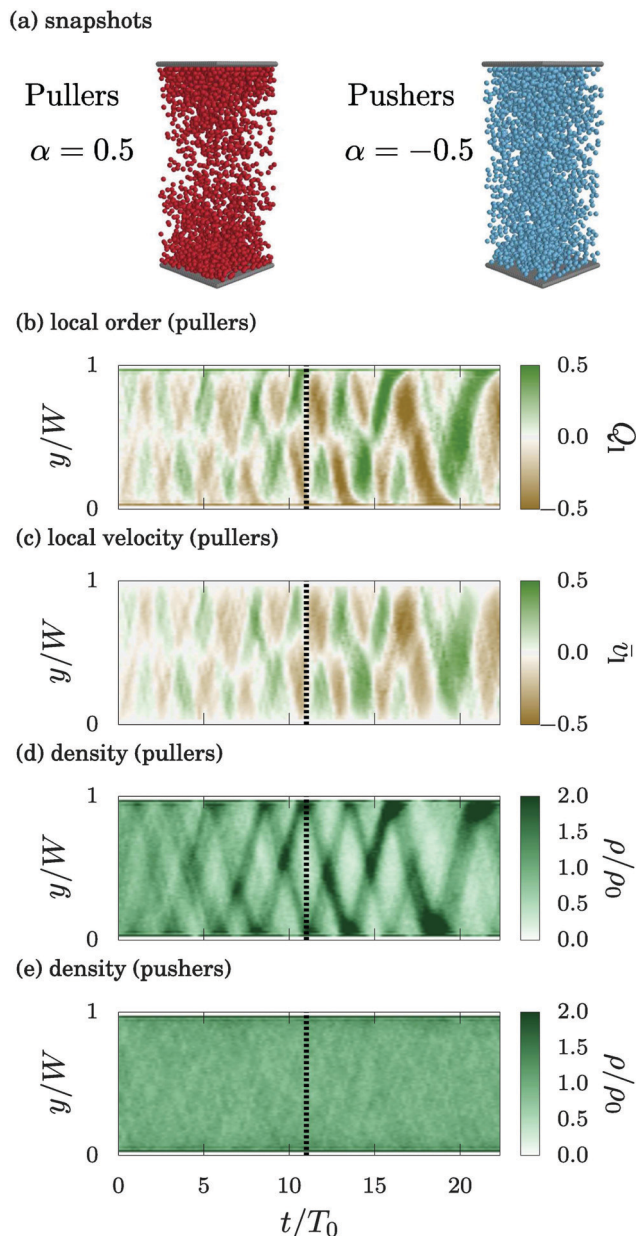 (a) snapshots
Pullers
α = 0.5
Pushers
α = −0.5
(b) local order (pullers)
1
y/W
0
0.5
0.0
−0.5
Q₁
(c) local velocity (pullers)
1
y/W
0
0.5
0.0
−0.5
v̄₁
(d) density (pullers)
1
y/W
0
2.0
1.5
1.0
0.5
0.0
ρ/ρ₀
(e) density (pushers)
1
y/W
0
2.0
1.5
1.0
0.5
0.0
ρ/ρ₀
0 5 10 15 20
t/T₀